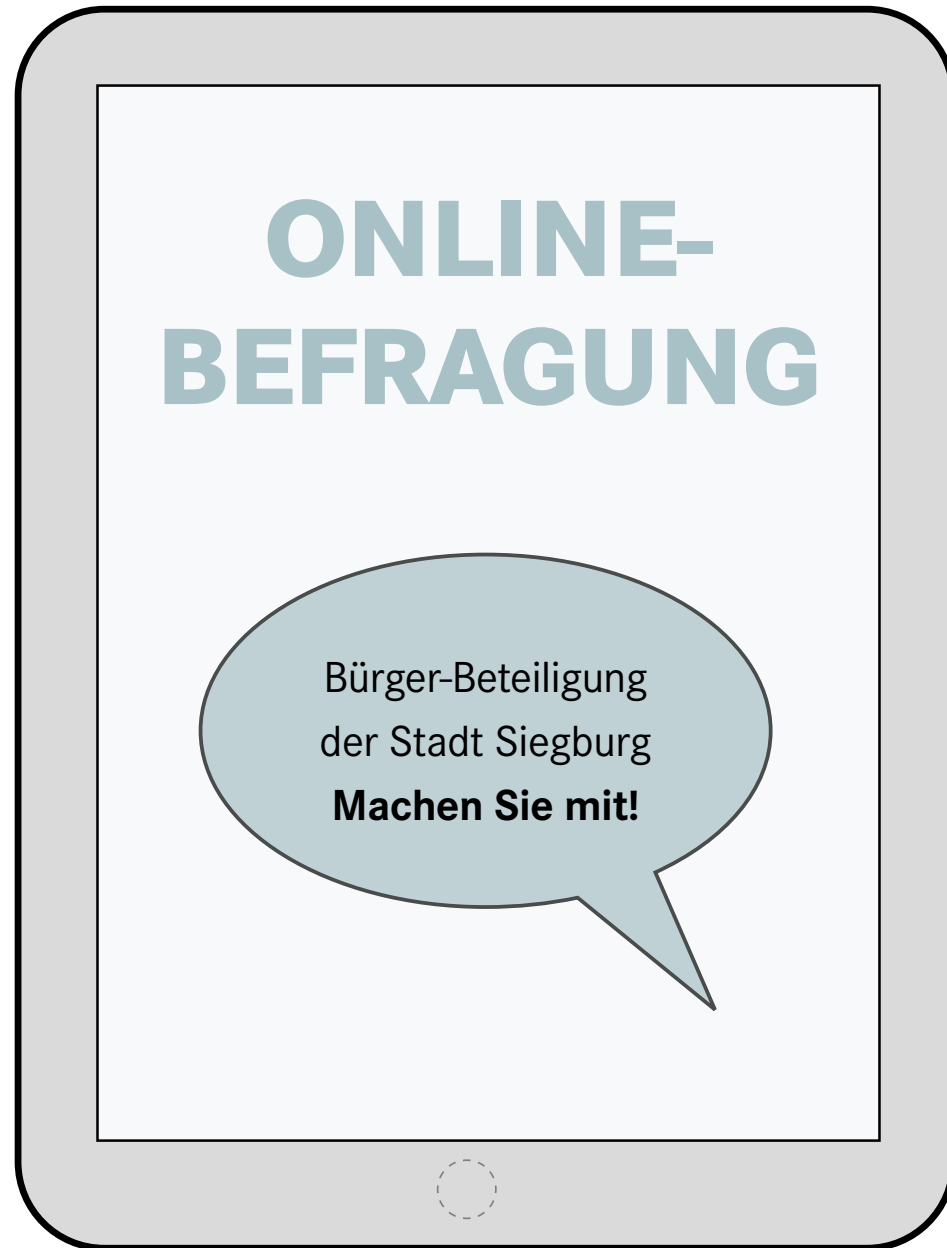 ONLINE-
BEFRAGUNG
Bürger-Beteiligung
der Stadt Siegburg
Machen Sie mit!